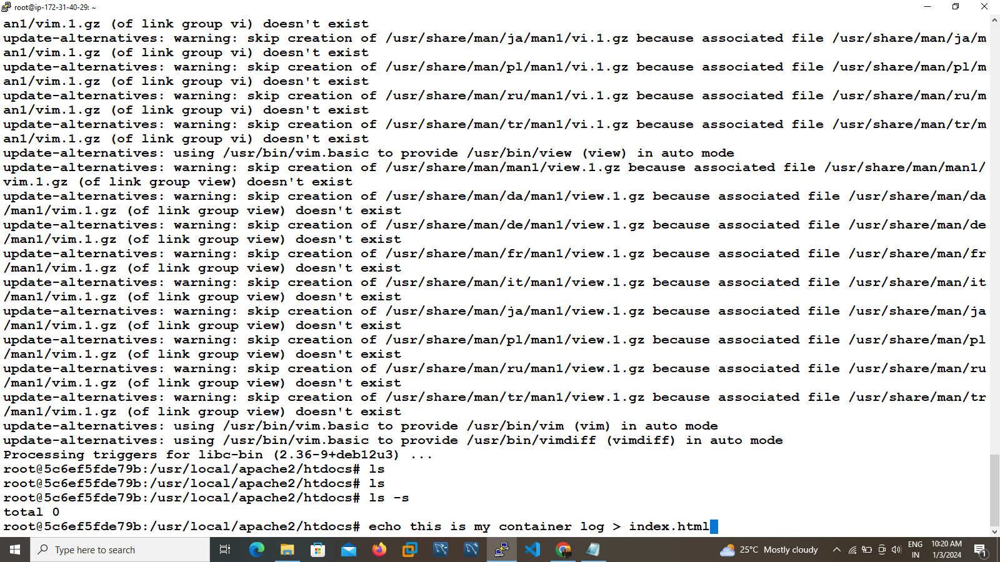 root@ip-172-31-40-29: ~
an1/vim.1.gz (of link group vi) doesn't exist
update-alternatives: warning: skip creation of /usr/share/man/ja/man1/vi.1.gz because associated file /usr/share/man/ja/m
an1/vim.1.gz (of link group vi) doesn't exist
update-alternatives: warning: skip creation of /usr/share/man/pl/man1/vi.1.gz because associated file /usr/share/man/pl/m
an1/vim.1.gz (of link group vi) doesn't exist
update-alternatives: warning: skip creation of /usr/share/man/ru/man1/vi.1.gz because associated file /usr/share/man/ru/m
an1/vim.1.gz (of link group vi) doesn't exist
update-alternatives: warning: skip creation of /usr/share/man/tr/man1/vi.1.gz because associated file /usr/share/man/tr/m
an1/vim.1.gz (of link group vi) doesn't exist
update-alternatives: using /usr/bin/vim.basic to provide /usr/bin/view (view) in auto mode
update-alternatives: warning: skip creation of /usr/share/man/man1/view.1.gz because associated file /usr/share/man/man1/
vim.1.gz (of link group view) doesn't exist
update-alternatives: warning: skip creation of /usr/share/man/da/man1/view.1.gz because associated file /usr/share/man/da
/man1/vim.1.gz (of link group view) doesn't exist
update-alternatives: warning: skip creation of /usr/share/man/de/man1/view.1.gz because associated file /usr/share/man/de
/man1/vim.1.gz (of link group view) doesn't exist
update-alternatives: warning: skip creation of /usr/share/man/fr/man1/view.1.gz because associated file /usr/share/man/fr
/man1/vim.1.gz (of link group view) doesn't exist
update-alternatives: warning: skip creation of /usr/share/man/it/man1/view.1.gz because associated file /usr/share/man/it
/man1/vim.1.gz (of link group view) doesn't exist
update-alternatives: warning: skip creation of /usr/share/man/ja/man1/view.1.gz because associated file /usr/share/man/ja
/man1/vim.1.gz (of link group view) doesn't exist
update-alternatives: warning: skip creation of /usr/share/man/pl/man1/view.1.gz because associated file /usr/share/man/pl
/man1/vim.1.gz (of link group view) doesn't exist
update-alternatives: warning: skip creation of /usr/share/man/ru/man1/view.1.gz because associated file /usr/share/man/ru
/man1/vim.1.gz (of link group view) doesn't exist
update-alternatives: warning: skip creation of /usr/share/man/tr/man1/view.1.gz because associated file /usr/share/man/tr
/man1/vim.1.gz (of link group view) doesn't exist
update-alternatives: using /usr/bin/vim.basic to provide /usr/bin/vim (vim) in auto mode
update-alternatives: using /usr/bin/vim.basic to provide /usr/bin/vimdiff (vimdiff) in auto mode
Processing triggers for libc-bin (2.36-9+deb12u3) ...
root@5c6ef5fde79b:/usr/local/apache2/htdocs# ls
root@5c6ef5fde79b:/usr/local/apache2/htdocs# ls
root@5c6ef5fde79b:/usr/local/apache2/htdocs# ls -s
total 0
root@5c6ef5fde79b:/usr/local/apache2/htdocs# echo this is my container log > index.html
Type here to search
25°C Mostly cloudy
ENG
IN
10:20 AM
1/3/2024
1